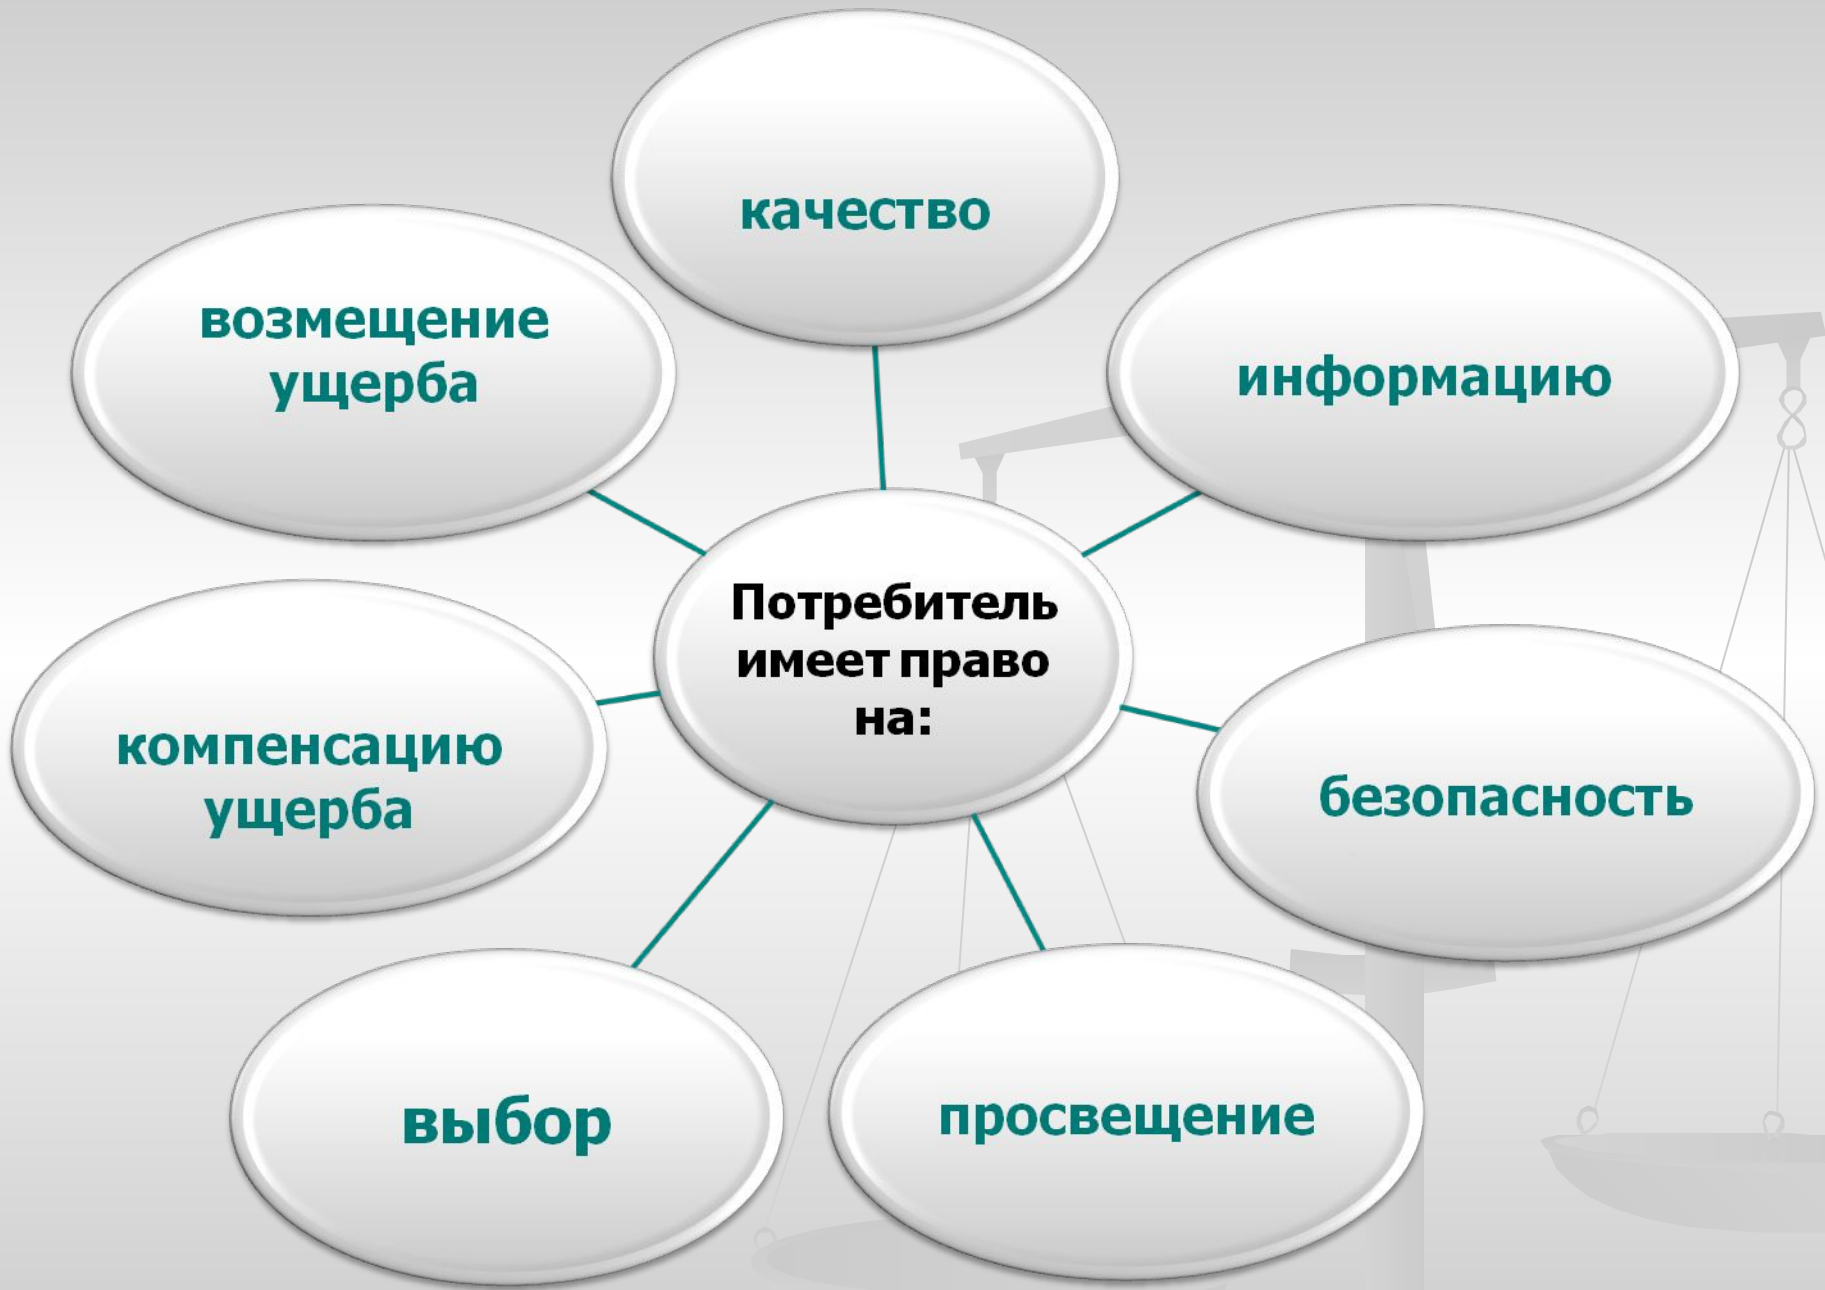 качество
возмещение
ущерба
информацию
Потребитель
имеет право
на:
компенсацию
ущерба
безопасность
выбор
просвещение